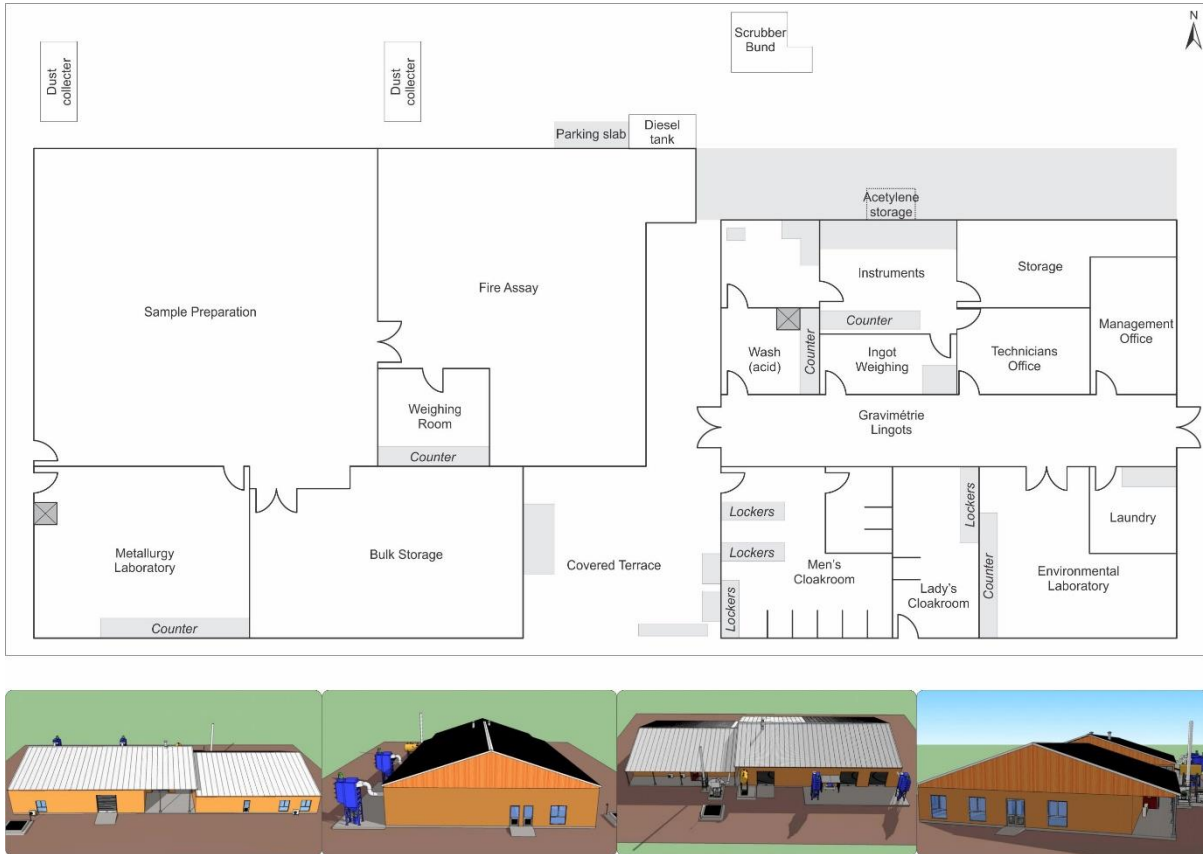 Scrubber
Bund
N
Dust
collecter
Dust
collecter
Parking slab
Diesel
tank
Acetylene
storage
Sample Preparation
Fire Assay
Instruments
Storage
Management
Office
Counter
Wash
(acid)
Counter
Ingot
Weighing
Technicians
Office
Weighing
Room
Counter
Gravimétrie
Lingots
Metallurgy
Laboratory
Counter
Bulk Storage
Covered Terrace
Lockers
Lockers
Lockers
Men's
Cloakroom
Lockers
Lady's
Cloakroom
Counter
Environmental
Laboratory
Laundry